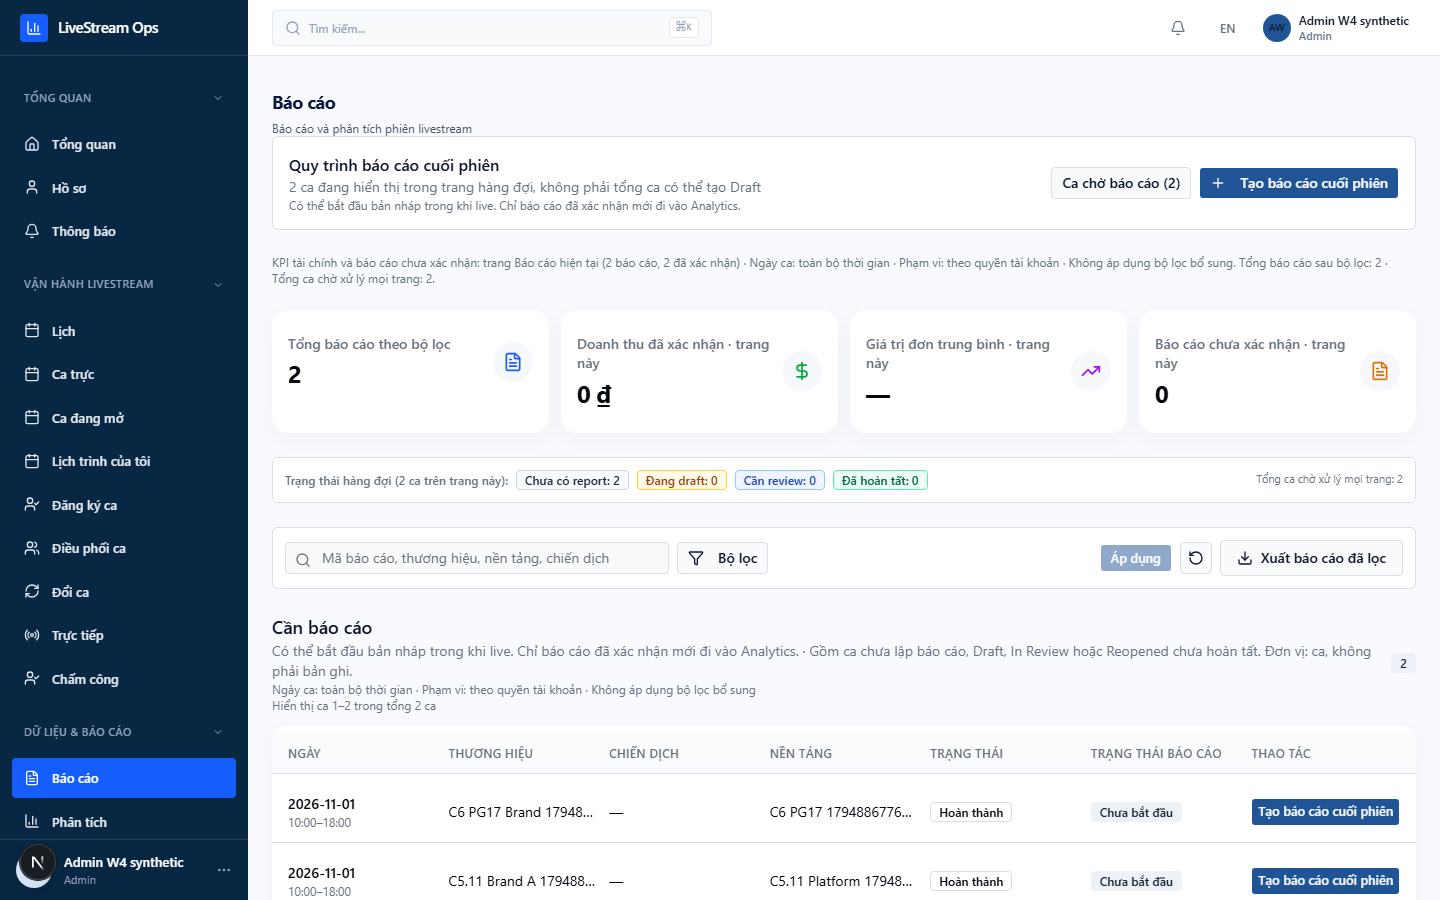 LiveStream Ops
Tìm kiếm...
⌘K
EN
AW
Admin W4 synthetic
Admin
TỔNG QUAN
Tổng quan
Hồ sơ
Thông báo
VẬN HÀNH LIVESTREAM
Lịch
Ca trực
Ca đang mở
Lịch trình của tôi
Đăng ký ca
Điều phối ca
Đổi ca
Trực tiếp
Chấm công
DỮ LIỆU & BÁO CÁO
Báo cáo
Phân tích
N
Admin W4 synthetic
Admin
Báo cáo
Báo cáo và phân tích phiên livestream
Quy trình báo cáo cuối phiên
2 ca đang hiển thị trong trang hàng đợi, không phải tổng ca có thể tạo Draft
Có thể bắt đầu bản nháp trong khi live. Chỉ báo cáo đã xác nhận mới đi vào Analytics.
Ca chờ báo cáo (2)
Tạo báo cáo cuối phiên
KPI tài chính và báo cáo chưa xác nhận: trang Báo cáo hiện tại (2 báo cáo, 2 đã xác nhận) · Ngày ca: toàn bộ thời gian · Phạm vi: theo quyền tài khoản · Không áp dụng bộ lọc bổ sung. Tổng báo cáo sau bộ lọc: 2 ·
Tổng ca chờ xử lý mọi trang: 2.
Tổng báo cáo theo bộ lọc
2
Doanh thu đã xác nhận · trang
này
0 ₫
Giá trị đơn trung bình · trang
này
—
Báo cáo chưa xác nhận · trang
này
0
Trạng thái hàng đợi (2 ca trên trang này):
Chưa có report: 2
Đang draft: 0
Cần review: 0
Đã hoàn tất: 0
Tổng ca chờ xử lý mọi trang: 2
Mã báo cáo, thương hiệu, nền tảng, chiến dịch
Bộ lọc
Áp dụng
Xuất báo cáo đã lọc
Cần báo cáo
Có thể bắt đầu bản nháp trong khi live. Chỉ báo cáo đã xác nhận mới đi vào Analytics. · Gồm ca chưa lập báo cáo, Draft, In Review hoặc Reopened chưa hoàn tất. Đơn vị: ca, không
phải bản ghi.
2
Ngày ca: toàn bộ thời gian · Phạm vi: theo quyền tài khoản · Không áp dụng bộ lọc bổ sung
Hiển thị ca 1–2 trong tổng 2 ca
NGÀY THƯƠNG HIỆU CHIẾN DỊCH NỀN TẢNG TRẠNG THÁI TRẠNG THÁI BÁO CÁO THAO TÁC
2026-11-01
10:00–18:00
C6 PG17 Brand 17948... — C6 PG17 1794886776... Hoàn thành Chưa bắt đầu Tạo báo cáo cuối phiên
2026-11-01
10:00–18:00
C5.11 Brand A 179488... — C5.11 Platform 17948... Hoàn thành Chưa bắt đầu Tạo báo cáo cuối phiên